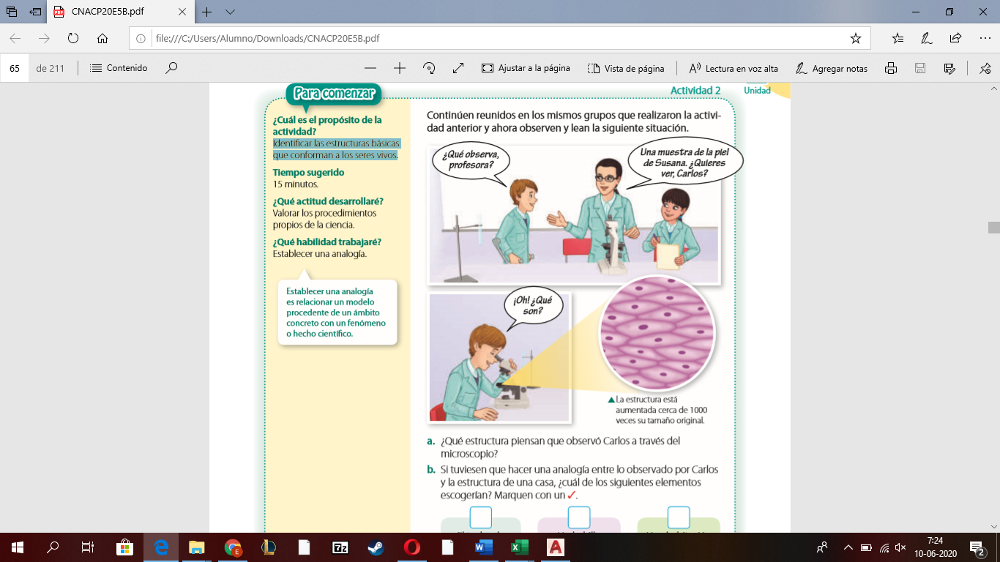 CNACP20E5B.pdf
file:///C:/Users/Alumno/Downloads/CNACP20E5B.pdf
65 de 211 Contenido Ajustar a la página Vista de página Lectura en voz alta Agregar notas
Para comenzar
¿Cuál es el propósito de la
actividad?
Identificar las estructuras básicas
que conforman a los seres vivos.
Tiempo sugerido
15 minutos.
¿Qué actitud desarrollaré?
Valorar los procedimientos
propios de la ciencia.
¿Qué habilidad trabajaré?
Establecer una analogía.
Establecer una analogía
es relacionar un modelo
procedente de un ámbito
concreto con un fenómeno
o hecho científico.
Actividad 2
Unidad
Continúen reunidos en los mismos grupos que realizaron la activi-
dad anterior y ahora observen y lean la siguiente situación.
¿Qué observa,
profesora?
Una muestra de la piel
de Susana. ¿Quieres
ver, Carlos?
¡Oh! ¿Qué
son?
La estructura está
aumentada cerca de 1000
veces su tamaño original.
a. ¿Qué estructura piensan que observó Carlos a través del
microscopio?
b. Si tuviesen que hacer una analogía entre lo observado por Carlos
y la estructura de una casa, ¿cuál de los siguientes elementos
escogerían? Marquen con un ✓.
7:24
10-06-2020
2